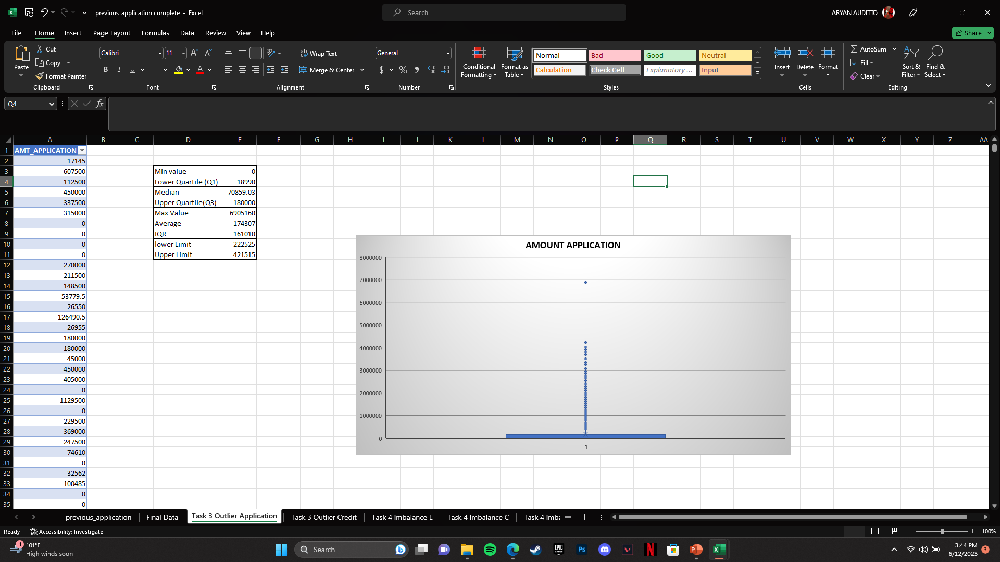 previous_application complete - Excel
Search
ARYAN AUDITTO
File Home Insert Page Layout Formulas Data Review View Help
Share
Paste
Cut
Copy
Format Painter
Clipboard
Calibri 11
B I U
A A
Font
Wrap Text
Merge & Center
Alignment
General
$ % ,
Number
Conditional Formatting
Format as Table
Normal Bad Good Neutral
Calculation Check Cell Explanatory ... Input
Styles
Insert Delete Format
Cells
AutoSum
Fill
Clear
Sort & Filter
Find & Select
Editing
Q4
fx
A B C D E F G H I J K L M N O P Q R S T U V W X Y Z AA
1 AMT_APPLICATION
2 17145
3 607500 Min value 0
4 112500 Lower Quartile (Q1) 18990
5 450000 Median 70859.03
6 337500 Upper Quartile(Q3) 180000
7 315000 Max Value 6905160
8 0 Average 174307
9 0 IQR 161010
10 0 lower Limit -222525
11 0 Upper Limit 421515
12 270000
13 211500
14 148500
15 53779.5
16 26550
17 126490.5
18 26955
19 180000
20 180000
21 45000
22 450000
23 405000
24 0
25 1129500
26 0
27 229500
28 369000
29 247500
30 74610
31 0
32 32562
33 100485
34 0
35 0
AMOUNT APPLICATION
8000000
7000000
6000000
5000000
4000000
3000000
2000000
1000000
0
1
previous_application Final Data Task 3 Outlier Application Task 3 Outlier Credit Task 4 Imbalance L Task 4 Imbalance C Task 4 Imba ...
Ready Accessibility: Investigate
100%
1
101°F
High winds soon
Search
EPIC GAMES
Ps
N
P
3:44 PM
6/12/2023
3